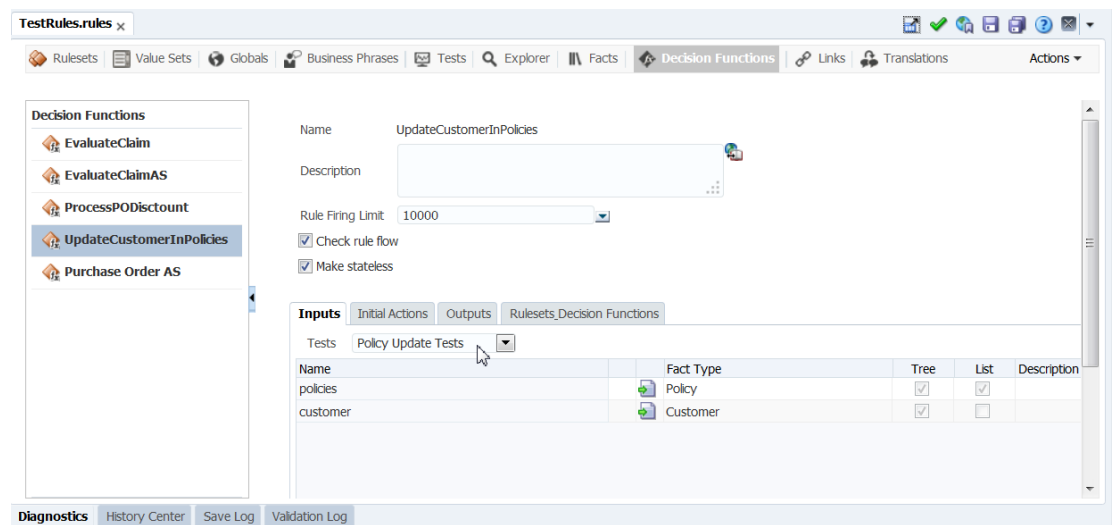 TestRules.rules
Rulesets Value Sets Globals Business Phrases Tests Explorer Facts Decision Functions Links Translations Actions
Decision Functions
EvaluateClaim
EvaluateClaimAS
ProcessPODisctount
UpdateCustomerInPolicies
Purchase Order AS
Name UpdateCustomerInPolicies
Description
Rule Firing Limit 10000
Check rule flow
Make stateless
Inputs Initial Actions Outputs Rulesets_Decision Functions
Tests Policy Update Tests
Name Fact Type Tree List Description
policies Policy
customer Customer
Diagnostics History Center Save Log Validation Log